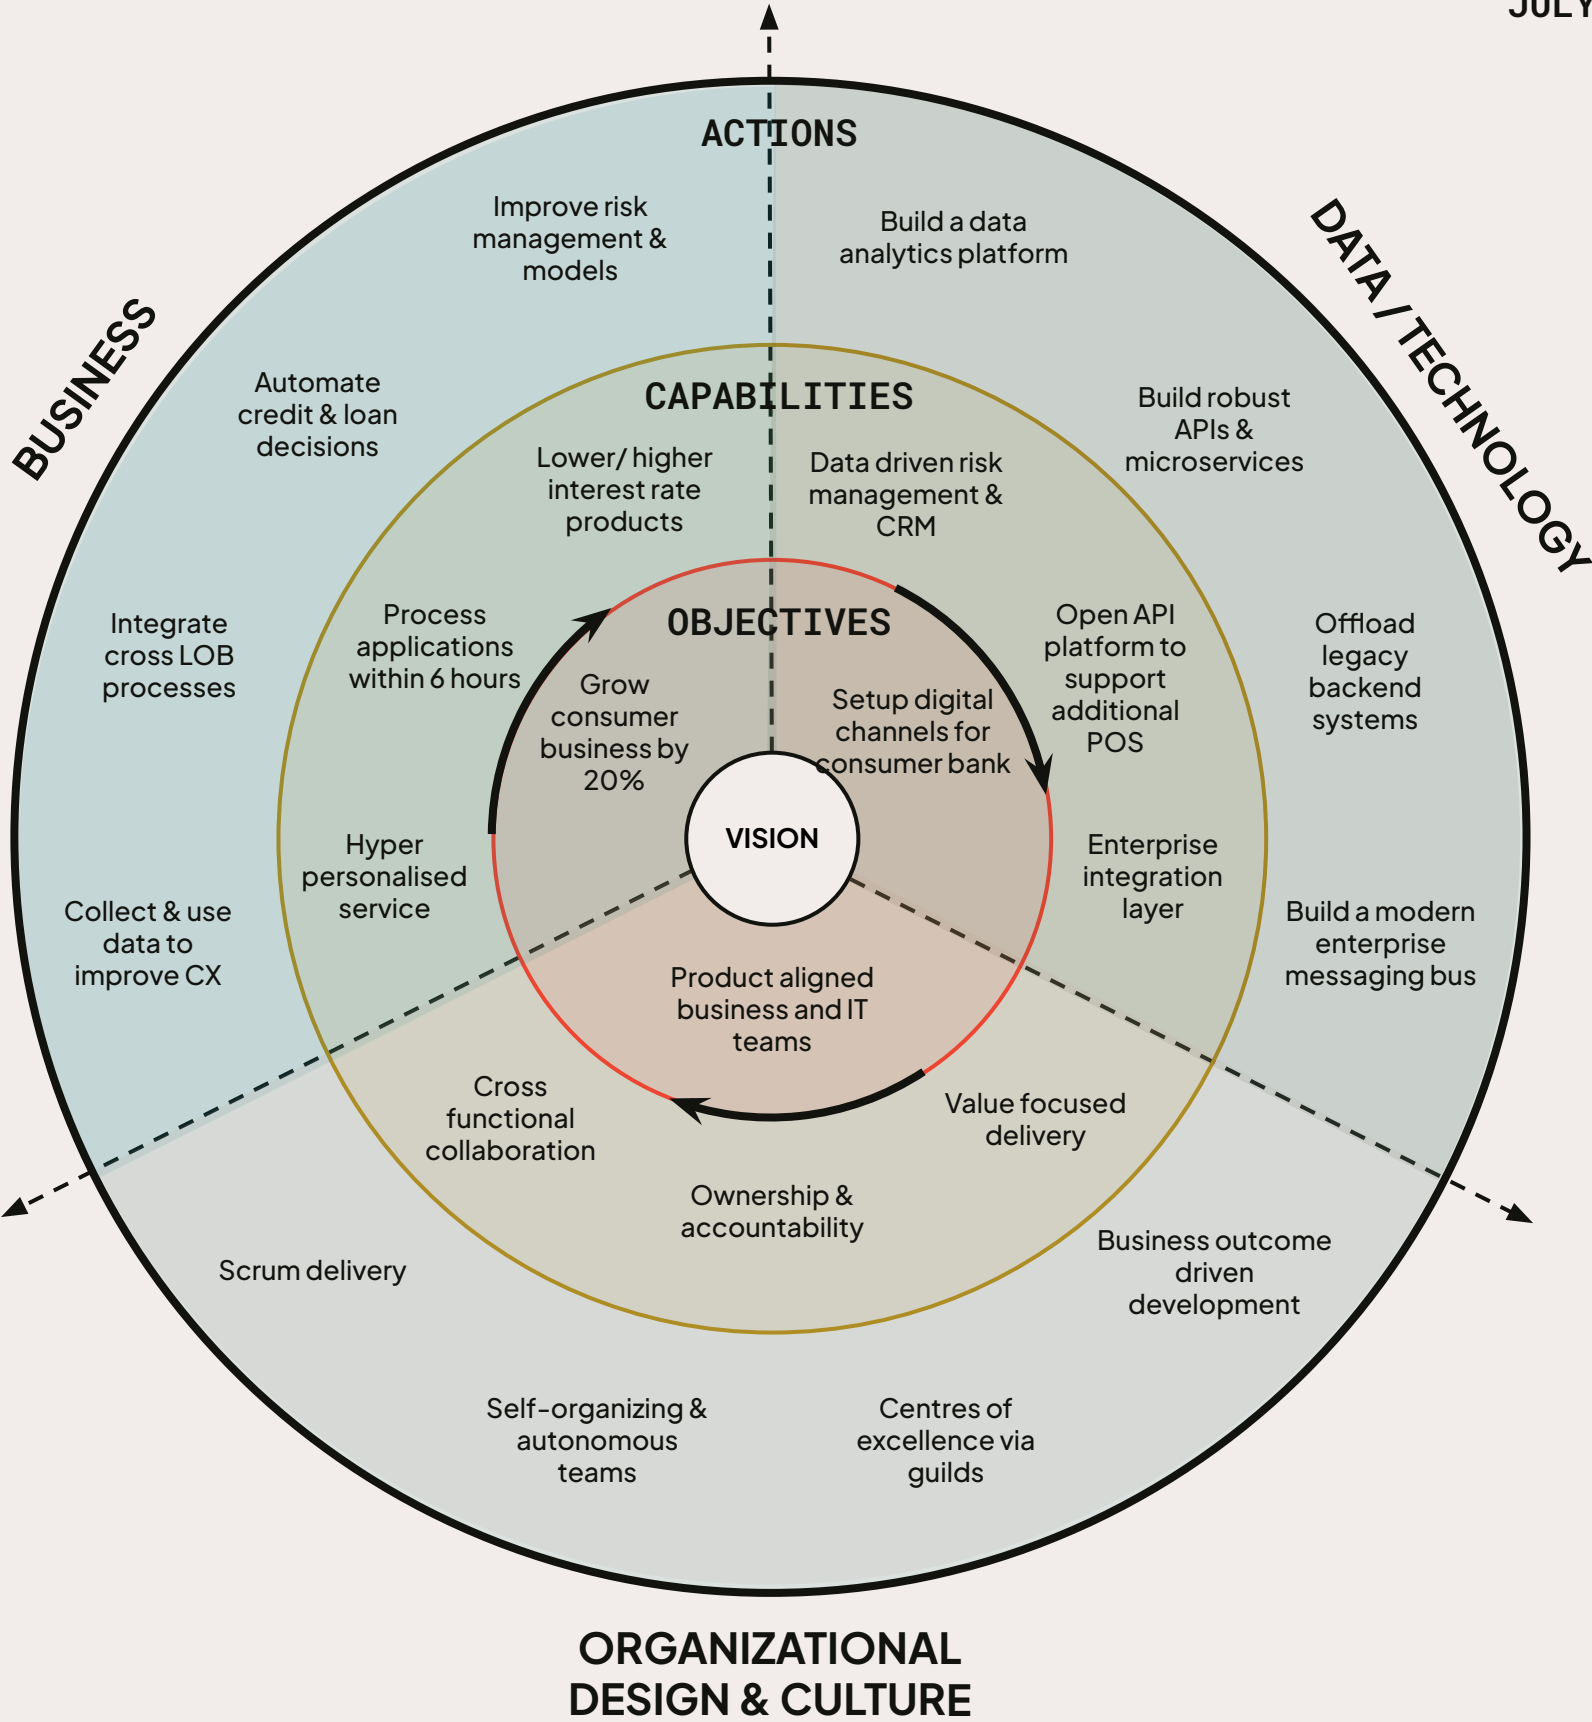 JULY
ACTIONS
Improve risk
management &
models
Build a data
analytics platform
BUSINESS
DATA / TECHNOLOGY
Automate
credit & loan
decisions
CAPABILITIES
Build robust
APIs &
microservices
Lower/ higher
interest rate
products
Data driven risk
management &
CRM
Integrate
cross LOB
processes
Process
applications
within 6 hours
OBJECTIVES
Grow
consumer
business by
20%
Setup digital
channels for
consumer bank
Open API
platform to
support
additional
POS
Offload
legacy
backend
systems
VISION
Hyper
personalised
service
Enterprise
integration
layer
Collect & use
data to
improve CX
Build a modern
enterprise
messaging bus
Product aligned
business and IT
teams
Cross
functional
collaboration
Value focused
delivery
Ownership &
accountability
Scrum delivery
Business outcome
driven
development
Self-organizing &
autonomous
teams
Centres of
excellence via
guilds
ORGANIZATIONAL
DESIGN & CULTURE